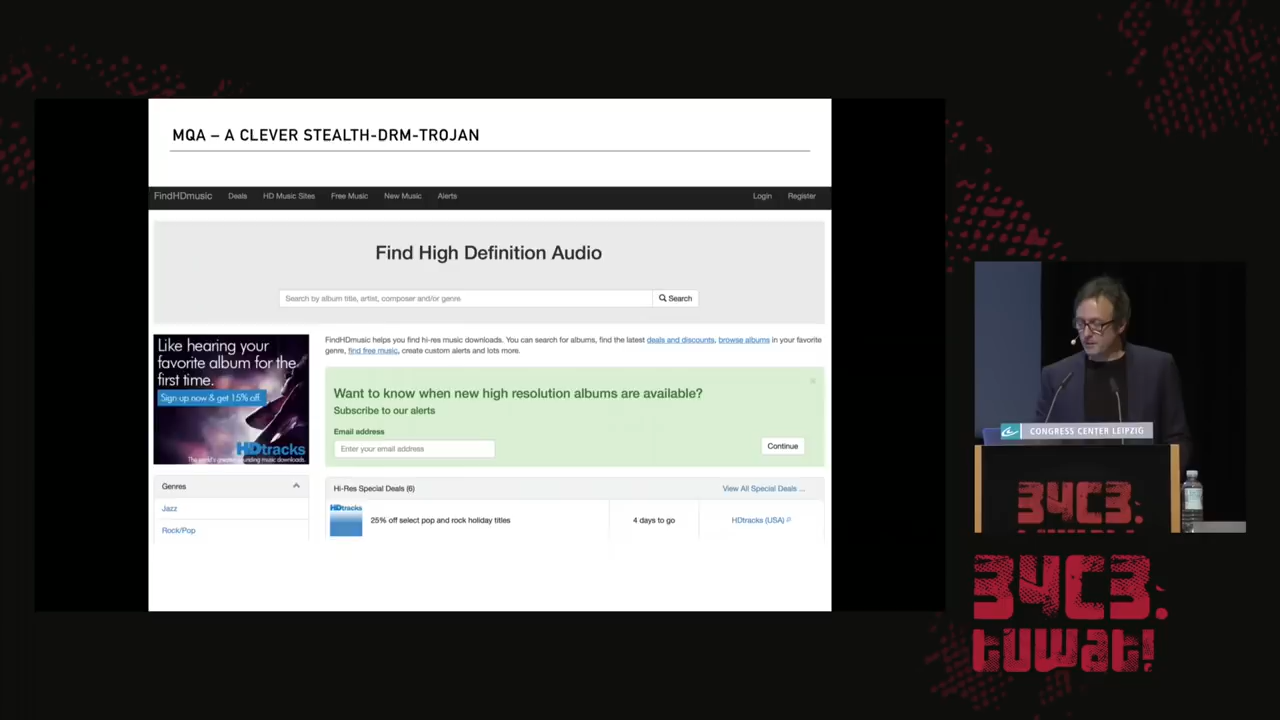 MQA – A CLEVER STEALTH-DRM-TROJAN
FindHDmusic Deals HD Music Sites Free Music New Music Alerts Login Register
Find High Definition Audio
Search by album title, artist, composer and/or genre Search
Like hearing your
favorite album for the
first time.
Sign up now & get 15% off.
HDtracks
The world's greatest-sounding music downloads.
FindHDmusic helps you find hi-res music downloads. You can search for albums, find the latest deals and discounts, browse albums in your favorite
genre, find free music, create custom alerts and lots more.
Want to know when new high resolution albums are available?
Subscribe to our alerts
Email address
Enter your email address Continue
Genres
Jazz
Rock/Pop
Hi-Res Special Deals (6) View All Special Deals ...
HDtracks
25% off select pop and rock holiday titles 4 days to go HDtracks (USA)
CONGRESS CENTER LEIPZIG
34C3.
34C3.
tuwat!